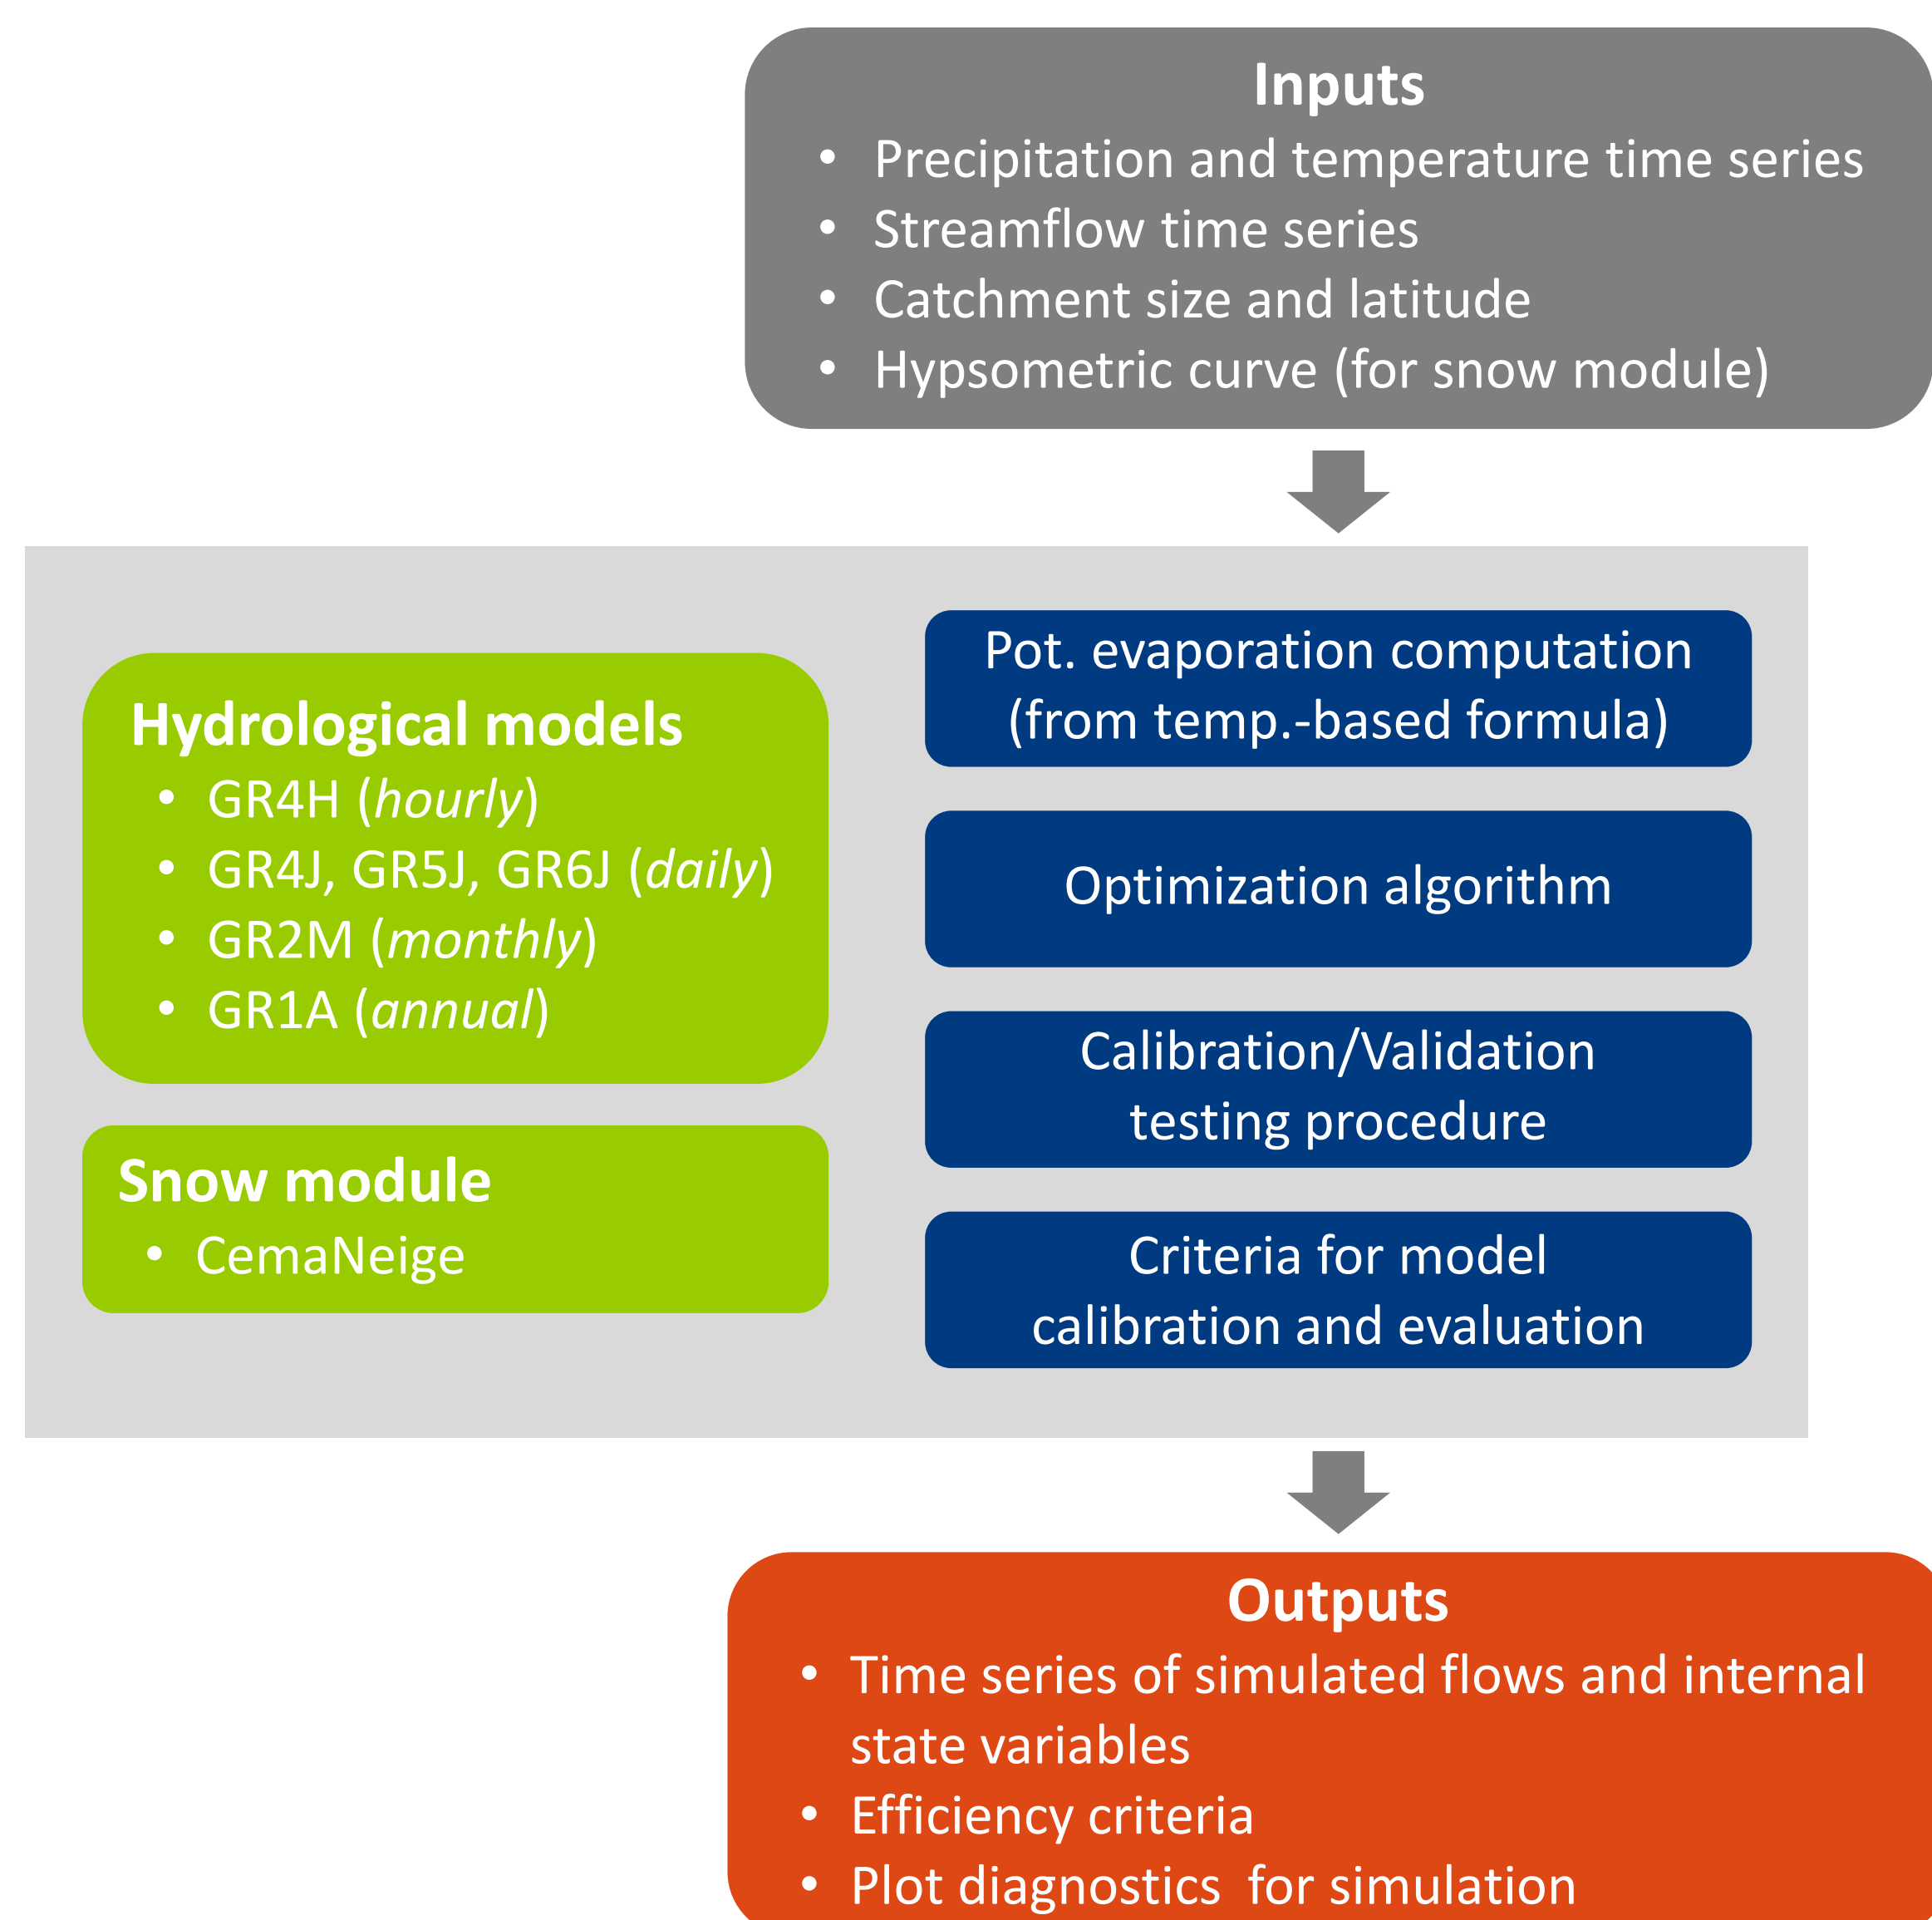 Inputs
• Precipitation and temperature time series
• Streamflow time series
• Catchment size and latitude
• Hypsometric curve (for snow module)
Hydrological models
• GR4H (hourly)
• GR4J, GR5J, GR6J (daily)
• GR2M (monthly)
• GR1A (annual)
Snow module
• CemaNeige
Pot. evaporation computation
(from temp.-based formula)
Optimization algorithm
Calibration/Validation
testing procedure
Criteria for model
calibration and evaluation
Outputs
• Time series of simulated flows and internal
state variables
• Efficiency criteria
• Plot diagnostics for simulation